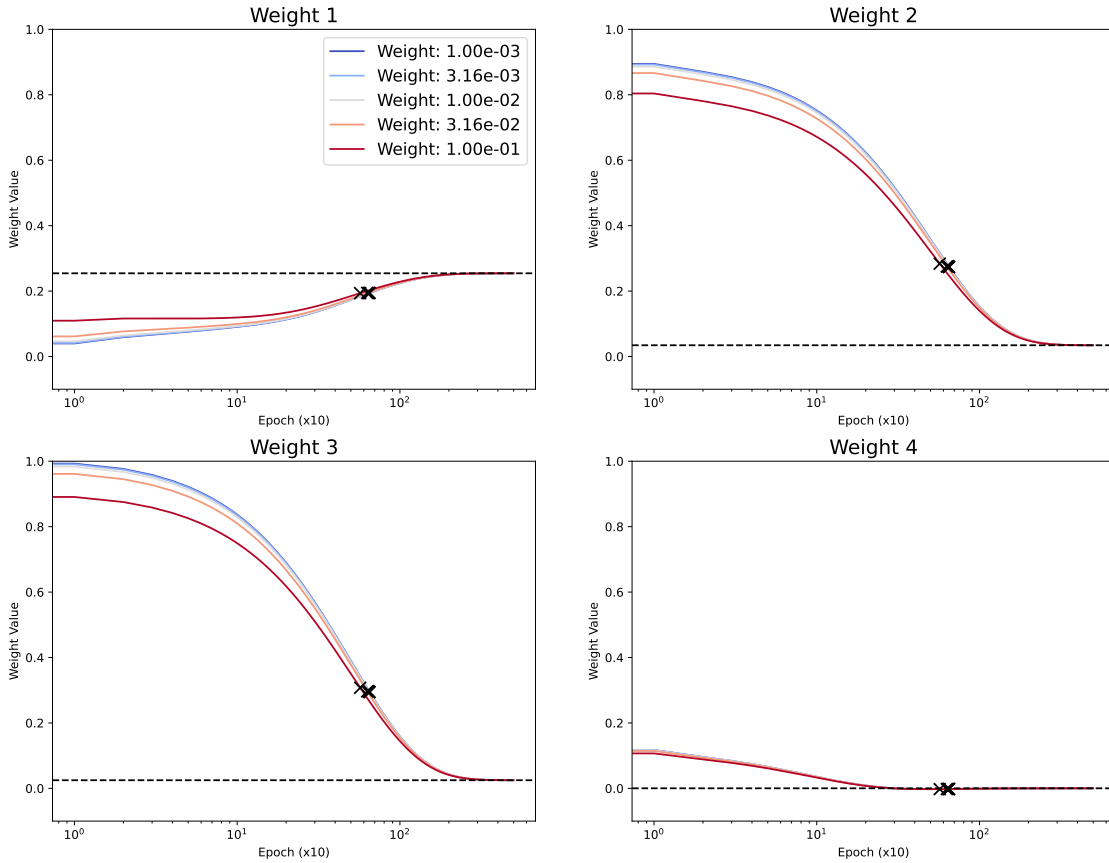 Weight 1
1.0
0.8
0.6
0.4
0.2
0.0
Weight Value
Weight: 1.00e-03
Weight: 3.16e-03
Weight: 1.00e-02
Weight: 3.16e-02
Weight: 1.00e-01
10⁰
10¹
10²
Epoch (x10)
Weight 2
1.0
0.8
0.6
0.4
0.2
0.0
Weight Value
10⁰
10¹
10²
Epoch (x10)
Weight 3
1.0
0.8
0.6
0.4
0.2
0.0
Weight Value
10⁰
10¹
10²
Epoch (x10)
Weight 4
1.0
0.8
0.6
0.4
0.2
0.0
Weight Value
10⁰
10¹
10²
Epoch (x10)